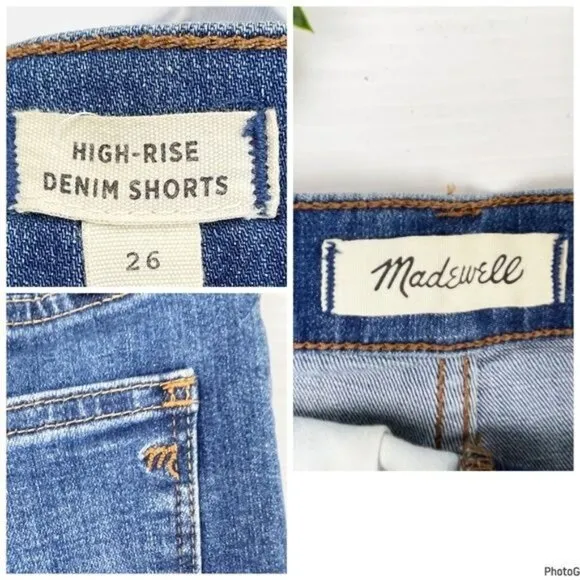 HIGH-RISE
DENIM SHORTS
26
Madewell
m
PhotoG